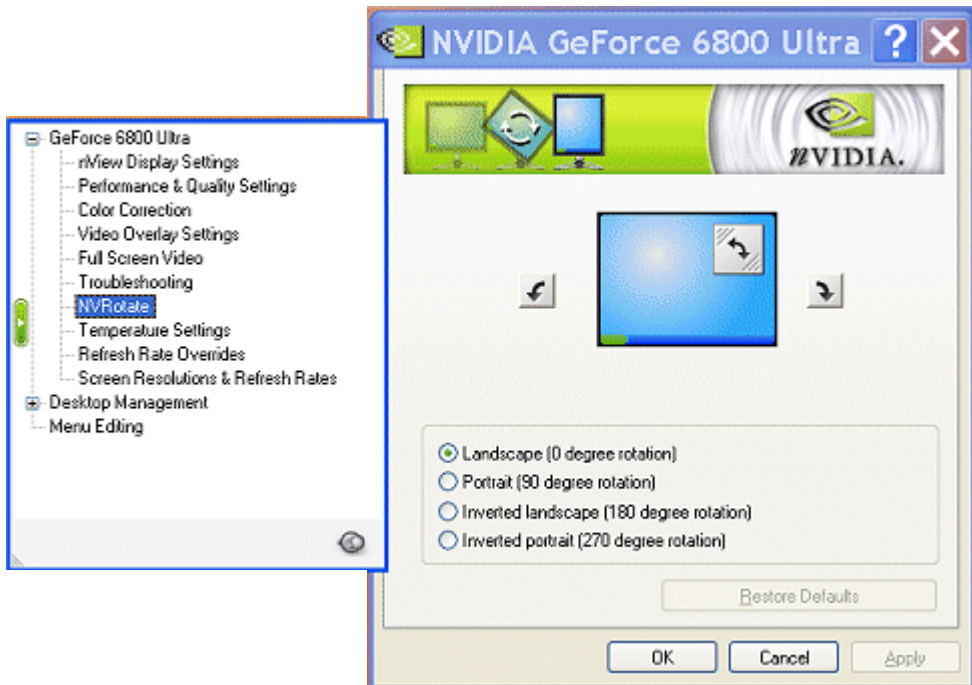 NVIDIA GeForce 6800 Ultra
nVIDIA.
GeForce 6800 Ultra
nView Display Settings
Performance & Quality Settings
Color Correction
Video Overlay Settings
Full Screen Video
Troubleshooting
NVRotate
Temperature Settings
Refresh Rate Overrides
Screen Resolutions & Refresh Rates
Desktop Management
Menu Editing
Landscape (0 degree rotation)
Portrait (90 degree rotation)
Inverted landscape (180 degree rotation)
Inverted portrait (270 degree rotation)
Restore Defaults
OK Cancel Apply